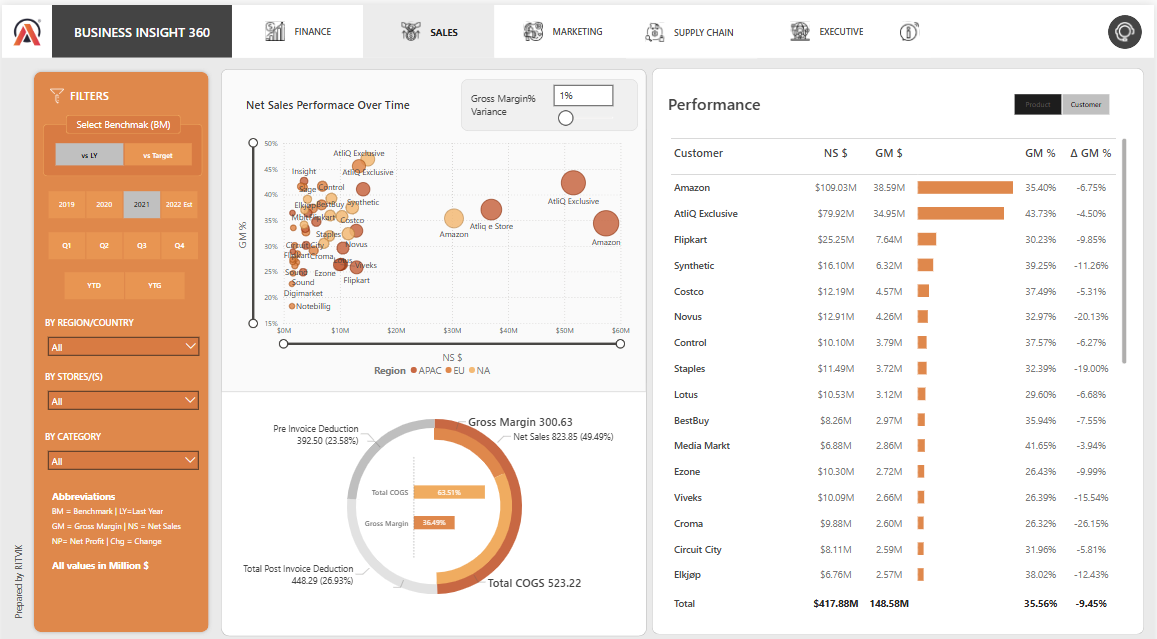 BUSINESS INSIGHT 360
FINANCE
SALES
MARKETING
SUPPLY CHAIN
EXECUTIVE
FILTERS
Select Benchmak (BM)
vs LY
vs Target
2019
2020
2021
2022 Est
Q1
Q2
Q3
Q4
YTD
YTG
BY REGION/COUNTRY
All
BY STORES/(S)
All
BY CATEGORY
All
Abbreviations
BM = Benchmark | LY=Last Year
GM = Gross Margin | NS = Net Sales
NP= Net Profit | Chg = Change
All values in Million $
Prepared by RITVIK
Net Sales Performace Over Time
Gross Margin%
Variance
1%
GM %
50%
45%
40%
35%
30%
25%
20%
15%
AtliQ Exclusive
AtliQ Exclusive
Insight
Sage
Control
AtliQ Exclusive
Elkjøp
BestBuy
Synthetic
Flipkart
Costco
Atliq e Store
Staples
Amazon
Amazon
Circuit City
Novus
Flipkart
Croma
Lotus
Viveks
Sound
Ezone
Flipkart
Sound
Digimarket
Notebillig
$0M
$10M
$20M
$30M
$40M
$50M
$60M
NS $
Region APAC EU NA
Gross Margin 300.63
Pre Invoice Deduction
392.50 (23.58%)
Net Sales 823.85 (49.49%)
Total COGS
63.51%
Gross Margin
36.49%
Total Post Invoice Deduction
448.29 (26.93%)
Total COGS 523.22
Performance
Product
Customer
Customer NS $ GM $ GM % Δ GM %
Amazon $109.03M 38.59M 35.40% -6.75%
AtliQ Exclusive $79.92M 34.95M 43.73% -4.50%
Flipkart $25.25M 7.64M 30.23% -9.85%
Synthetic $16.10M 6.32M 39.25% -11.26%
Costco $12.19M 4.57M 37.49% -5.31%
Novus $12.91M 4.26M 32.97% -20.13%
Control $10.10M 3.79M 37.57% -6.27%
Staples $11.49M 3.72M 32.39% -19.00%
Lotus $10.53M 3.12M 29.60% -6.68%
BestBuy $8.26M 2.97M 35.94% -7.55%
Media Markt $6.88M 2.86M 41.65% -3.94%
Ezone $10.30M 2.72M 26.43% -9.99%
Viveks $10.09M 2.66M 26.39% -15.54%
Croma $9.88M 2.60M 26.32% -26.15%
Circuit City $8.11M 2.59M 31.96% -5.81%
Elkjøp $6.76M 2.57M 38.02% -12.43%
Total $417.88M 148.58M 35.56% -9.45%